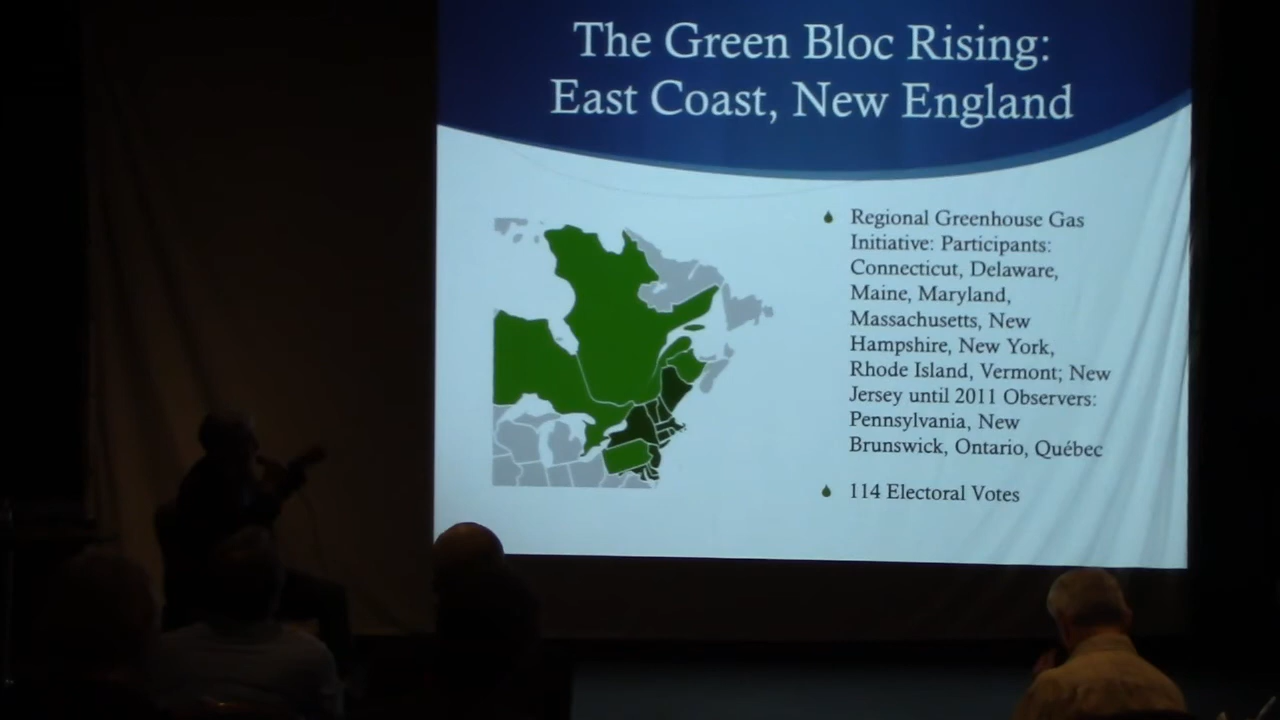 The Green Bloc Rising:
East Coast, New England
Regional Greenhouse Gas
Initiative: Participants:
Connecticut, Delaware,
Maine, Maryland,
Massachusetts, New
Hampshire, New York,
Rhode Island, Vermont; New
Jersey until 2011 Observers:
Pennsylvania, New
Brunswick, Ontario, Québec
114 Electoral Votes